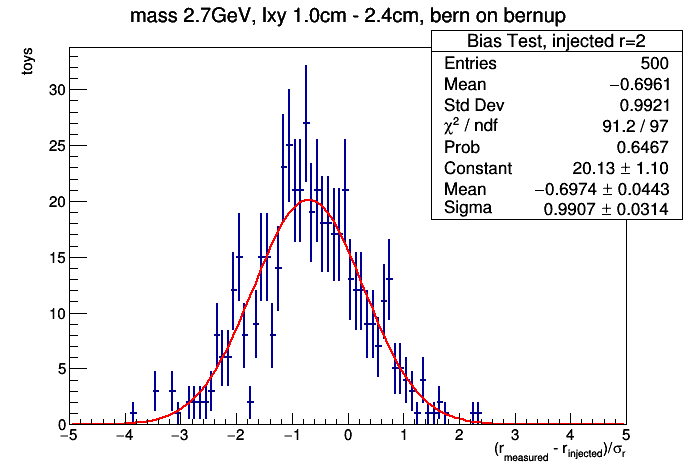 mass 2.7GeV, lxy 1.0cm - 2.4cm, bern on bernup
Bias Test, injected r=2
Entries 500
Mean −0.6961
Std Dev 0.9921
χ² / ndf 91.2 / 97
Prob 0.6467
Constant 20.13 ± 1.10
Mean −0.6974 ± 0.0443
Sigma 0.9907 ± 0.0314
toys
30
25
20
15
10
5
0
−5 −4 −3 −2 −1 0 1 2 3 4 5
(r_measured - r_injected)/σ_r